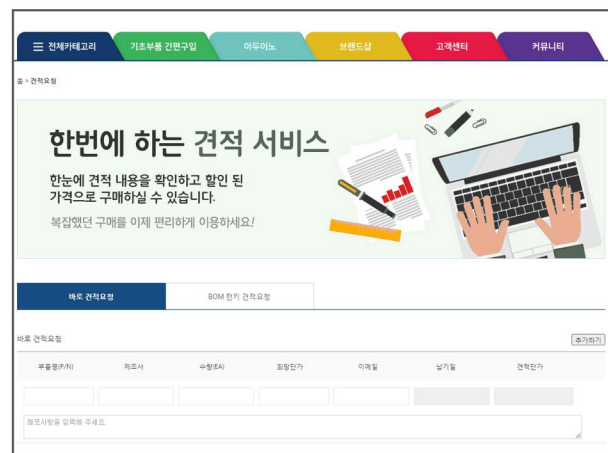 전체카테고리 기초부품 간편구입 아두이노 브랜드샵 고객센터 커뮤니티
홈 > 견적요청
한번에 하는 견적 서비스
한눈에 견적 내용을 확인하고 할인 된
가격으로 구매하실 수 있습니다.
복잡했던 구매를 이제 편리하게 이용하세요!
바로 견적요청 BOM 턴키 견적요청
바로 견적요청 추가하기
부품명(P/N) 제조사 수량(EA) 희망단가 이메일 납기일 견적단가
메모사항을 입력해 주세요.